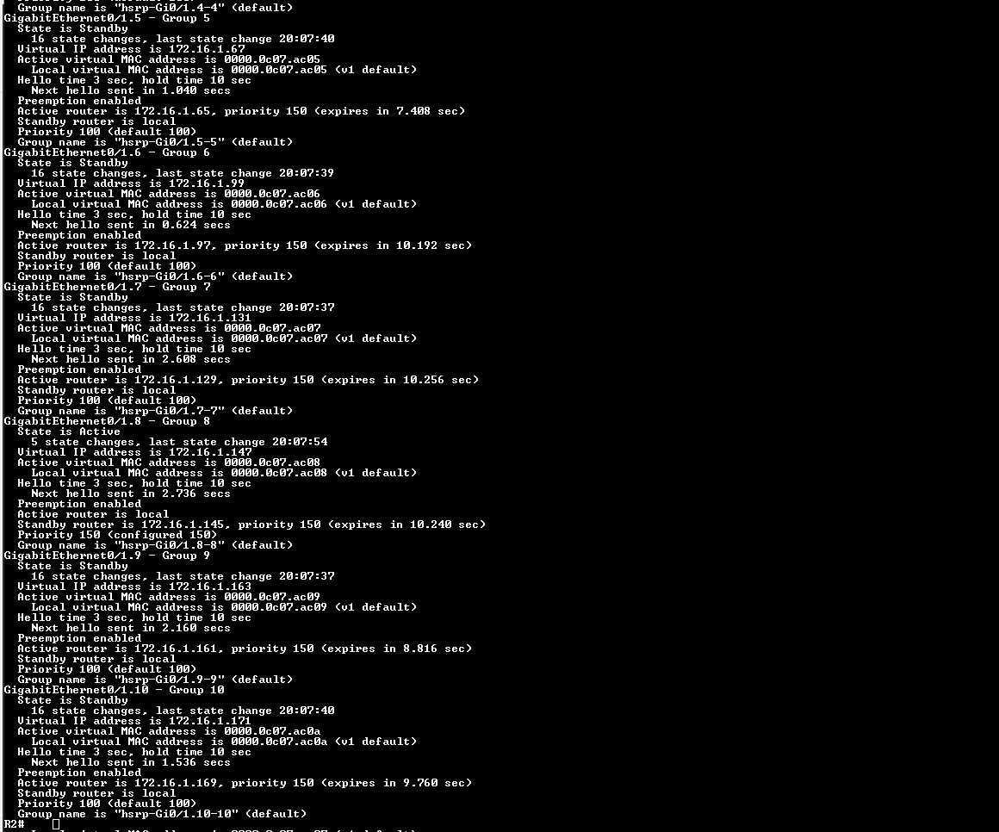 Group name is "hsrp-Gi0/1.4-4" (default)
GigabitEthernet0/1.5 - Group 5
State is Standby
16 state changes, last state change 20:07:40
Virtual IP address is 172.16.1.67
Active virtual MAC address is 0000.0c07.ac05
Local virtual MAC address is 0000.0c07.ac05 (v1 default)
Hello time 3 sec, hold time 10 sec
Next hello sent in 1.040 secs
Preemption enabled
Active router is 172.16.1.65, priority 150 (expires in 7.408 sec)
Standby router is local
Priority 100 (default 100)
Group name is "hsrp-Gi0/1.5-5" (default)
GigabitEthernet0/1.6 - Group 6
State is Standby
16 state changes, last state change 20:07:39
Virtual IP address is 172.16.1.99
Active virtual MAC address is 0000.0c07.ac06
Local virtual MAC address is 0000.0c07.ac06 (v1 default)
Hello time 3 sec, hold time 10 sec
Next hello sent in 0.624 secs
Preemption enabled
Active router is 172.16.1.97, priority 150 (expires in 10.192 sec)
Standby router is local
Priority 100 (default 100)
Group name is "hsrp-Gi0/1.6-6" (default)
GigabitEthernet0/1.7 - Group 7
State is Standby
16 state changes, last state change 20:07:37
Virtual IP address is 172.16.1.131
Active virtual MAC address is 0000.0c07.ac07
Local virtual MAC address is 0000.0c07.ac07 (v1 default)
Hello time 3 sec, hold time 10 sec
Next hello sent in 2.608 secs
Preemption enabled
Active router is 172.16.1.129, priority 150 (expires in 10.256 sec)
Standby router is local
Priority 100 (default 100)
Group name is "hsrp-Gi0/1.7-7" (default)
GigabitEthernet0/1.8 - Group 8
State is Active
5 state changes, last state change 20:07:54
Virtual IP address is 172.16.1.147
Active virtual MAC address is 0000.0c07.ac08
Local virtual MAC address is 0000.0c07.ac08 (v1 default)
Hello time 3 sec, hold time 10 sec
Next hello sent in 2.736 secs
Preemption enabled
Active router is local
Standby router is 172.16.1.145, priority 150 (expires in 10.240 sec)
Priority 150 (configured 150)
Group name is "hsrp-Gi0/1.8-8" (default)
GigabitEthernet0/1.9 - Group 9
State is Standby
16 state changes, last state change 20:07:37
Virtual IP address is 172.16.1.163
Active virtual MAC address is 0000.0c07.ac09
Local virtual MAC address is 0000.0c07.ac09 (v1 default)
Hello time 3 sec, hold time 10 sec
Next hello sent in 2.160 secs
Preemption enabled
Active router is 172.16.1.161, priority 150 (expires in 8.816 sec)
Standby router is local
Priority 100 (default 100)
Group name is "hsrp-Gi0/1.9-9" (default)
GigabitEthernet0/1.10 - Group 10
State is Standby
16 state changes, last state change 20:07:40
Virtual IP address is 172.16.1.171
Active virtual MAC address is 0000.0c07.ac0a
Local virtual MAC address is 0000.0c07.ac0a (v1 default)
Hello time 3 sec, hold time 10 sec
Next hello sent in 1.536 secs
Preemption enabled
Active router is 172.16.1.169, priority 150 (expires in 9.760 sec)
Standby router is local
Priority 100 (default 100)
Group name is "hsrp-Gi0/1.10-10" (default)
R2#